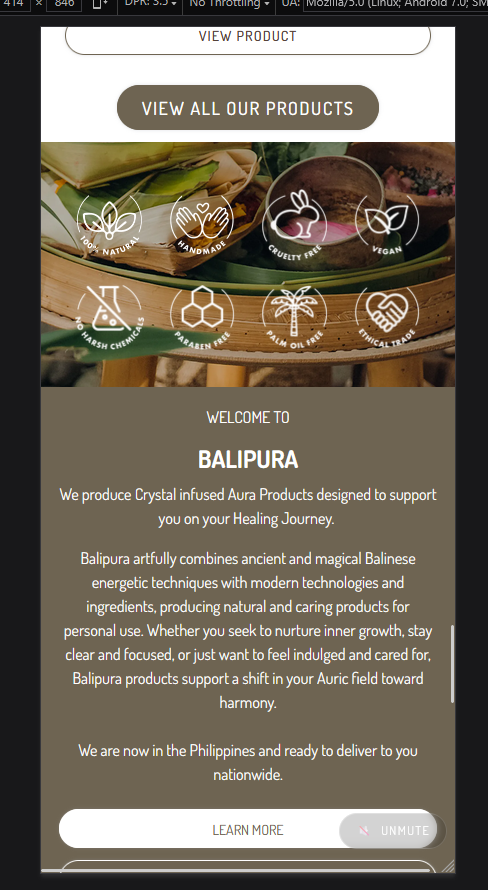 414 × 846 DPR: 3.5 No Throttling UA: Mozilla/5.0 (Linux; Android 7.0; SM
VIEW PRODUCT
VIEW ALL OUR PRODUCTS
100% NATURAL
HANDMADE
CRUELTY FREE
VEGAN
NO HARSH CHEMICALS
PARABEN FREE
PALM OIL FREE
ETHICAL TRADE
WELCOME TO
BALIPURA
We produce Crystal infused Aura Products designed to support
you on your Healing Journey.
Balipura artfully combines ancient and magical Balinese
energetic techniques with modern technologies and
ingredients, producing natural and caring products for
personal use. Whether you seek to nurture inner growth, stay
clear and focused, or just want to feel indulged and cared for,
Balipura products support a shift in your Auric field toward
harmony.
We are now in the Philippines and ready to deliver to you
nationwide.
LEARN MORE
UNMUTE